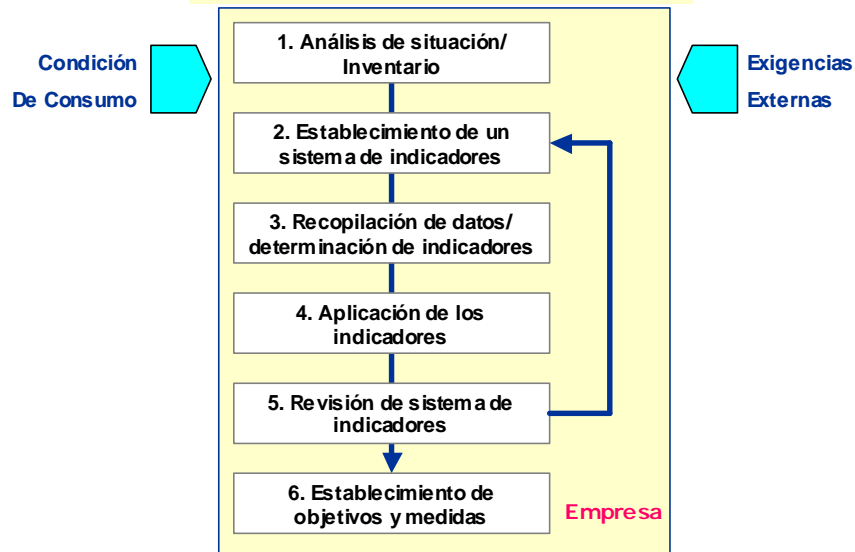 1. Análisis de situación/
Inventario
Condición
De Consumo
Exigencias
Externas
2. Establecimiento de un
sistema de indicadores
3. Recopilación de datos/
determinación de indicadores
4. Aplicación de los
indicadores
5. Revisión de sistema de
indicadores
6. Establecimiento de
objetivos y medidas
Empresa